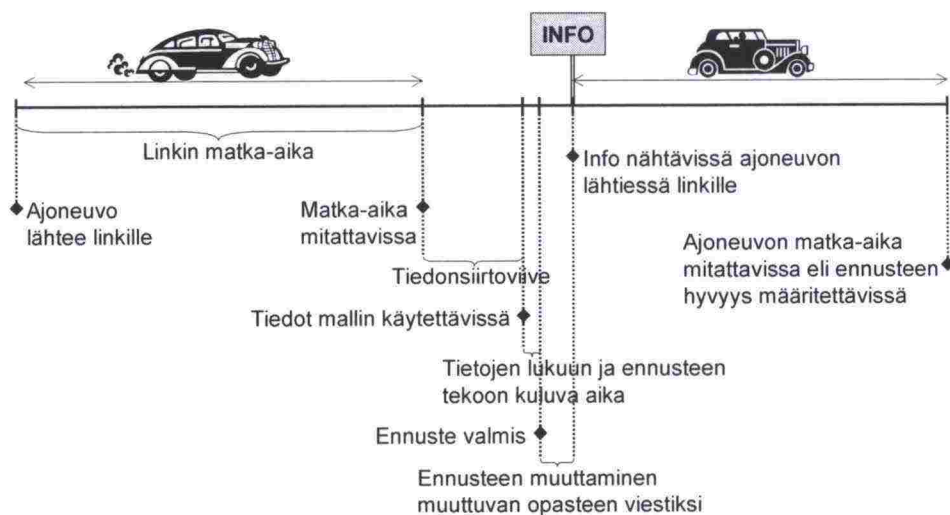 INFO
Linkin matka-aika
Info nähtävissä ajoneuvon
lähtiessä linkille
Ajoneuvo
lähtee linkille
Matka-aika
mitattavissa
Ajoneuvon matka-aika
mitattavissa eli ennusteen
hyvyys määritettävissä
Tiedonsiirtoviive
Tiedot mallin käytettävissä
Tietojen lukuun ja ennusteen
tekoon kuluva aika
Ennuste valmis
Ennusteen muuttaminen
muuttuvan opasteen viestiksi